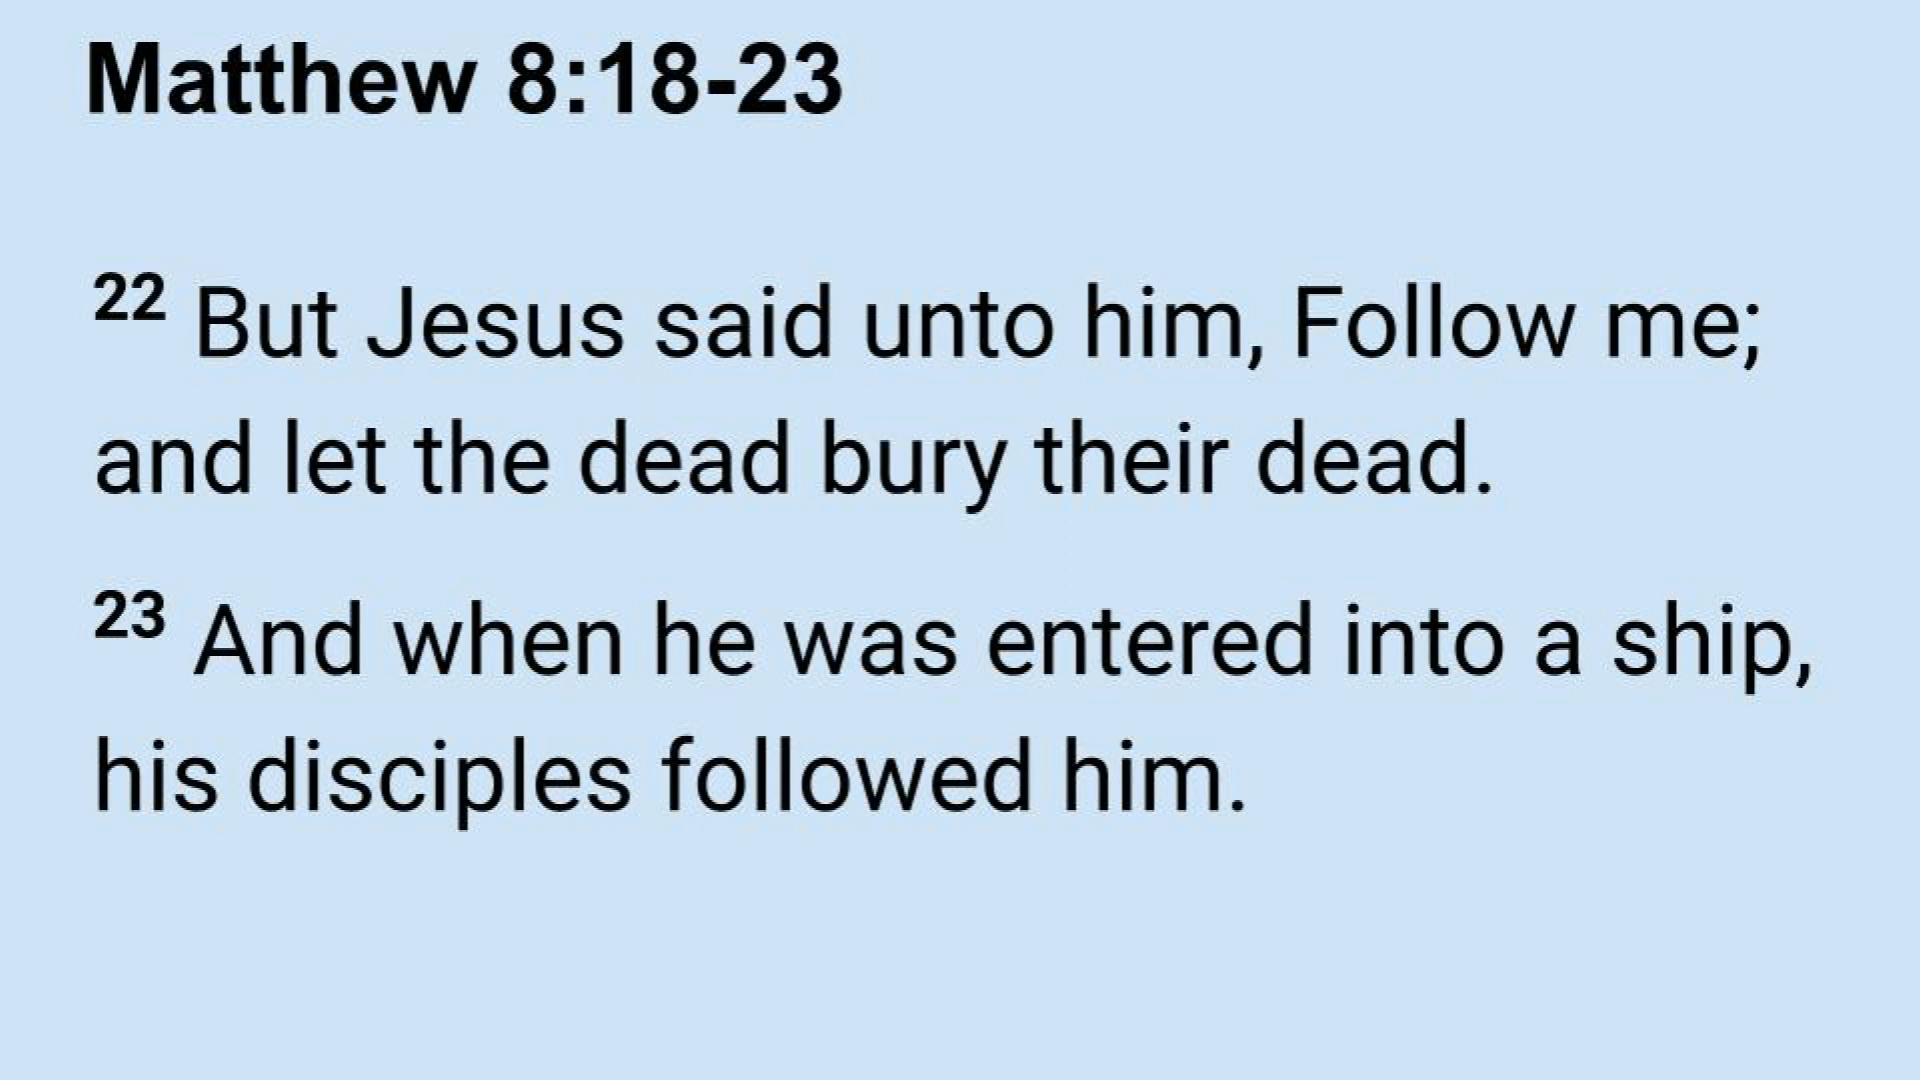 Matthew 8:18-23
22 But Jesus said unto him, Follow me;
and let the dead bury their dead.
23 And when he was entered into a ship,
his disciples followed him.